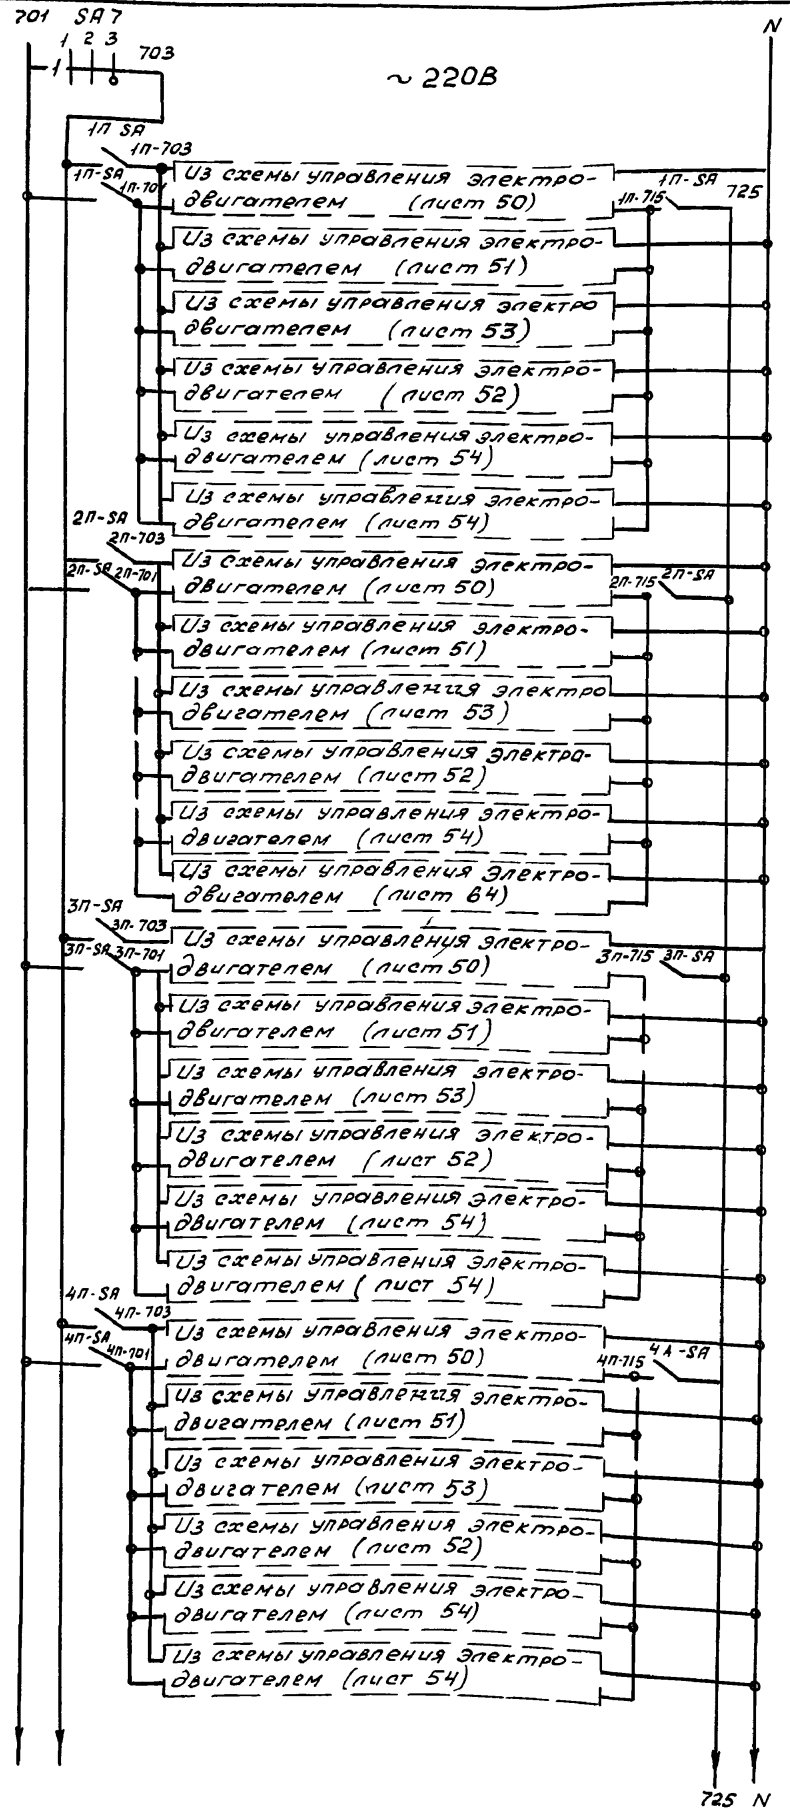 701 SA7 N
1 2 3
1 703
~ 220В
1П SA
1П-703
Из схемы управления электро-
1П-SA 1П-701
двигателем (лист 50)
1П-715 1П-SA 725
Из схемы управления электро-
двигателем (лист 51)
Из схемы управления электро
двигателем (лист 53)
Из схемы управления электро-
двигателем (лист 52)
Из схемы управления электро-
двигателем (лист 54)
Из схемы управления электро-
двигателем (лист 54)
2П-SA
2П-703
Из схемы управления электро-
2П-SA 2П-701
двигателем (лист 50)
2П-715 2П-SA
Из схемы управления электро-
двигателем (лист 51)
Из схемы управления электро
двигателем (лист 53)
Из схемы управления электро-
двигателем (лист 52)
Из схемы управления электро-
двигателем (лист 54)
Из схемы управления электро-
двигателем (лист 64)
3П-SA
3П-703
Из схемы управления электро-
3П-SA 3П-701
двигателем (лист 50)
3П-715 3П-SA
Из схемы управления электро-
двигателем (лист 51)
Из схемы управления электро-
двигателем (лист 53)
Из схемы управления электро-
двигателем (лист 52)
Из схемы управления электро-
двигателем (лист 54)
Из схемы управления электро-
двигателем (лист 54)
4П-SA
4П-703
Из схемы управления электро-
4П-SA 4П-701
двигателем (лист 50)
4П-715 4А-SA
Из схемы управления электро-
двигателем (лист 51)
Из схемы управления электро-
двигателем (лист 53)
Из схемы управления электро-
двигателем (лист 52)
Из схемы управления электро-
двигателем (лист 54)
Из схемы управления электро-
двигателем (лист 54)
725 N